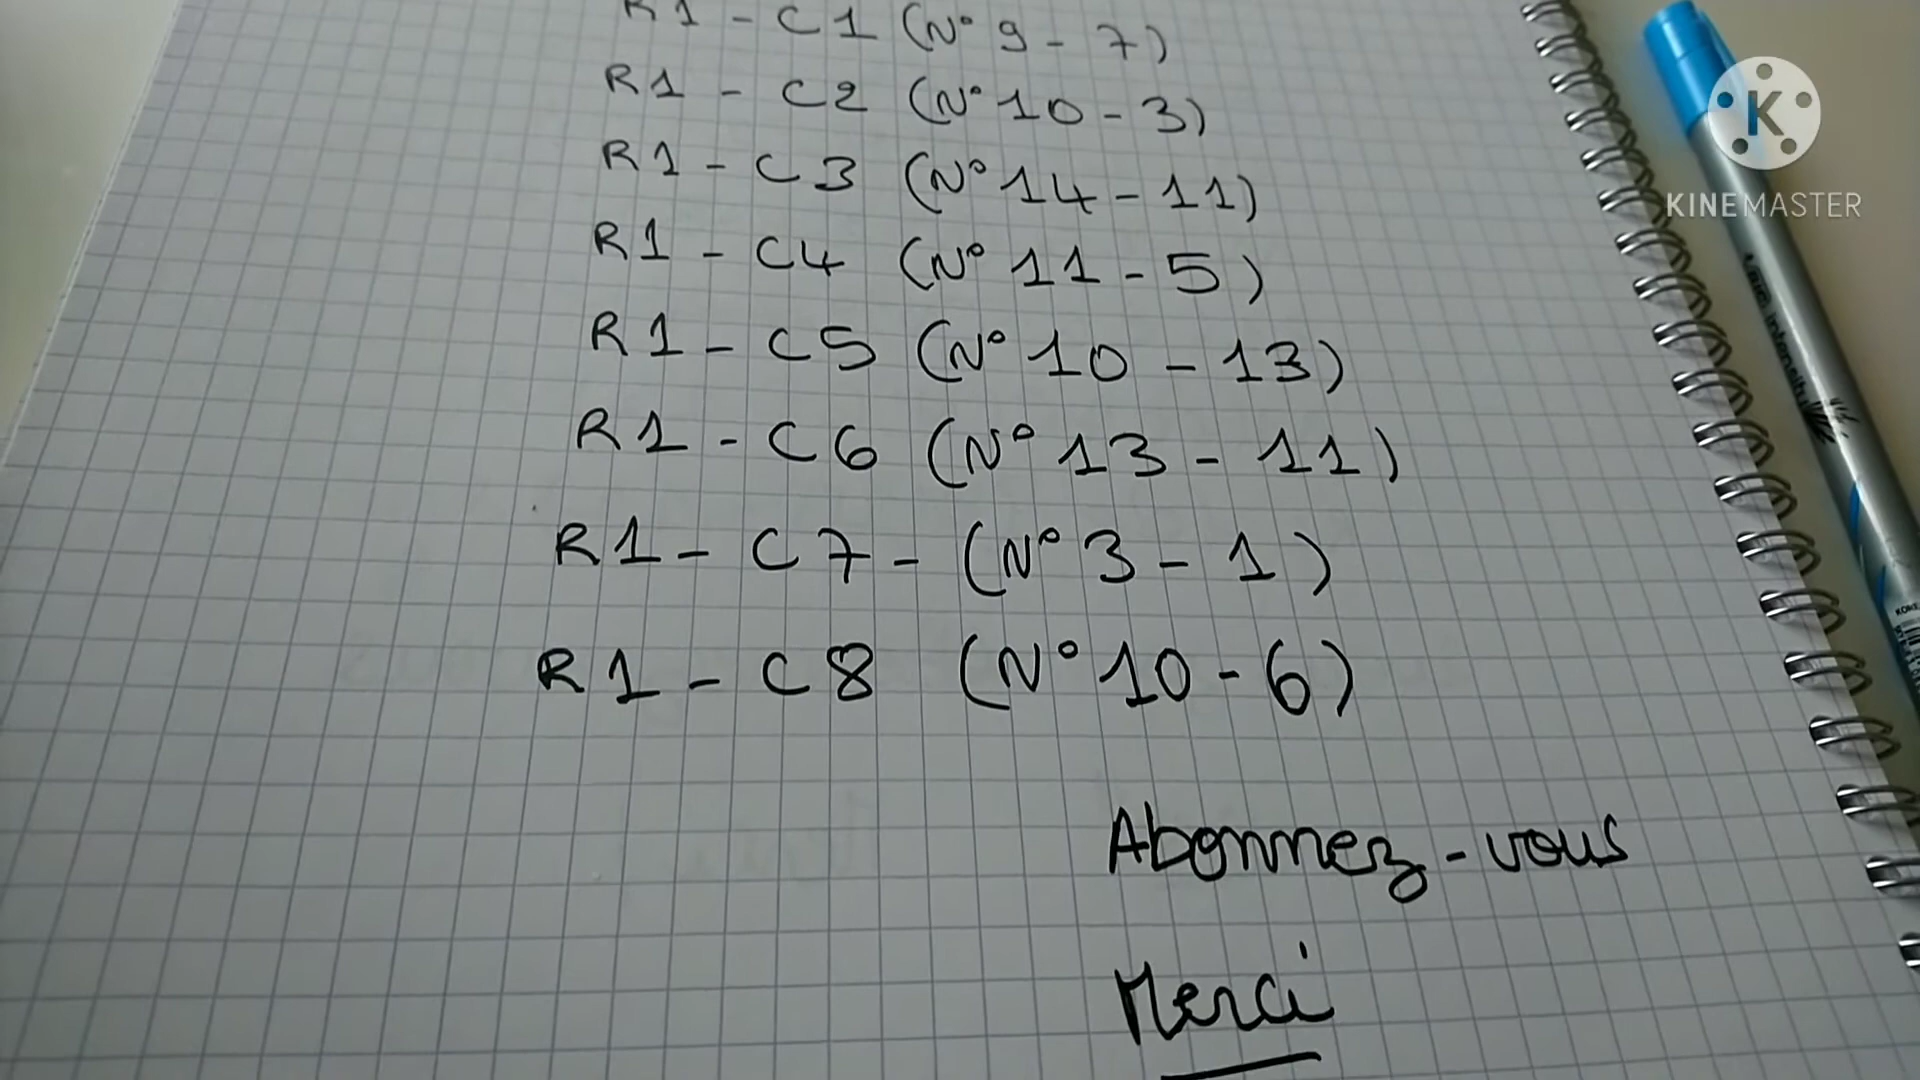 R1 - C1 (N° 9 - 7)
R1 - C2 (N° 10 - 3)
R1 - C3 (N° 14 - 11)
R1 - C4 (N° 11 - 5)
R1 - C5 (N° 10 - 13)
R1 - C6 (N° 13 - 11)
R1 - C7 - (N° 3 - 1)
R1 - C8 (N° 10 - 6)
Abonnez-vous
Merci
K
KINEMASTER
intensity